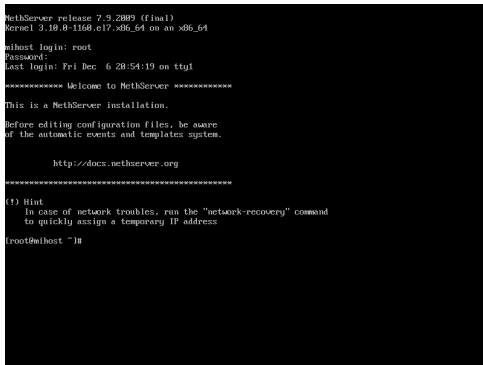 NethServer release 7.9.2009 (final)
Kernel 3.10.0-1160.el7.x86_64 on an x86_64
mihost login: root
Password:
Last login: Fri Dec  6 20:54:19 on tty1
************ Welcome to NethServer ************
This is a NethServer installation.
Before editing configuration files, be aware
of the automatic events and templates system.
http://docs.nethserver.org
***********************************************
(!) Hint
In case of network troubles, run the "network-recovery" command
to quickly assign a temporary IP address
[root@mihost ~]#